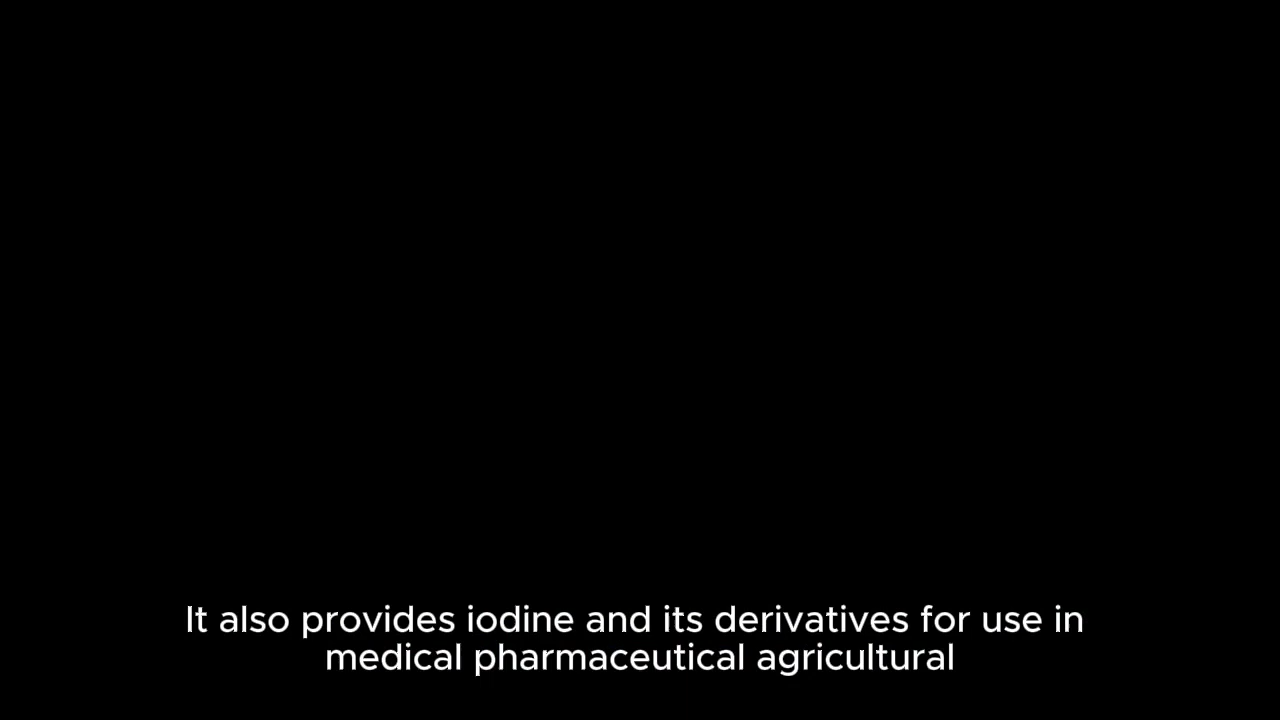 It also provides iodine and its derivatives for use in
medical pharmaceutical agricultural